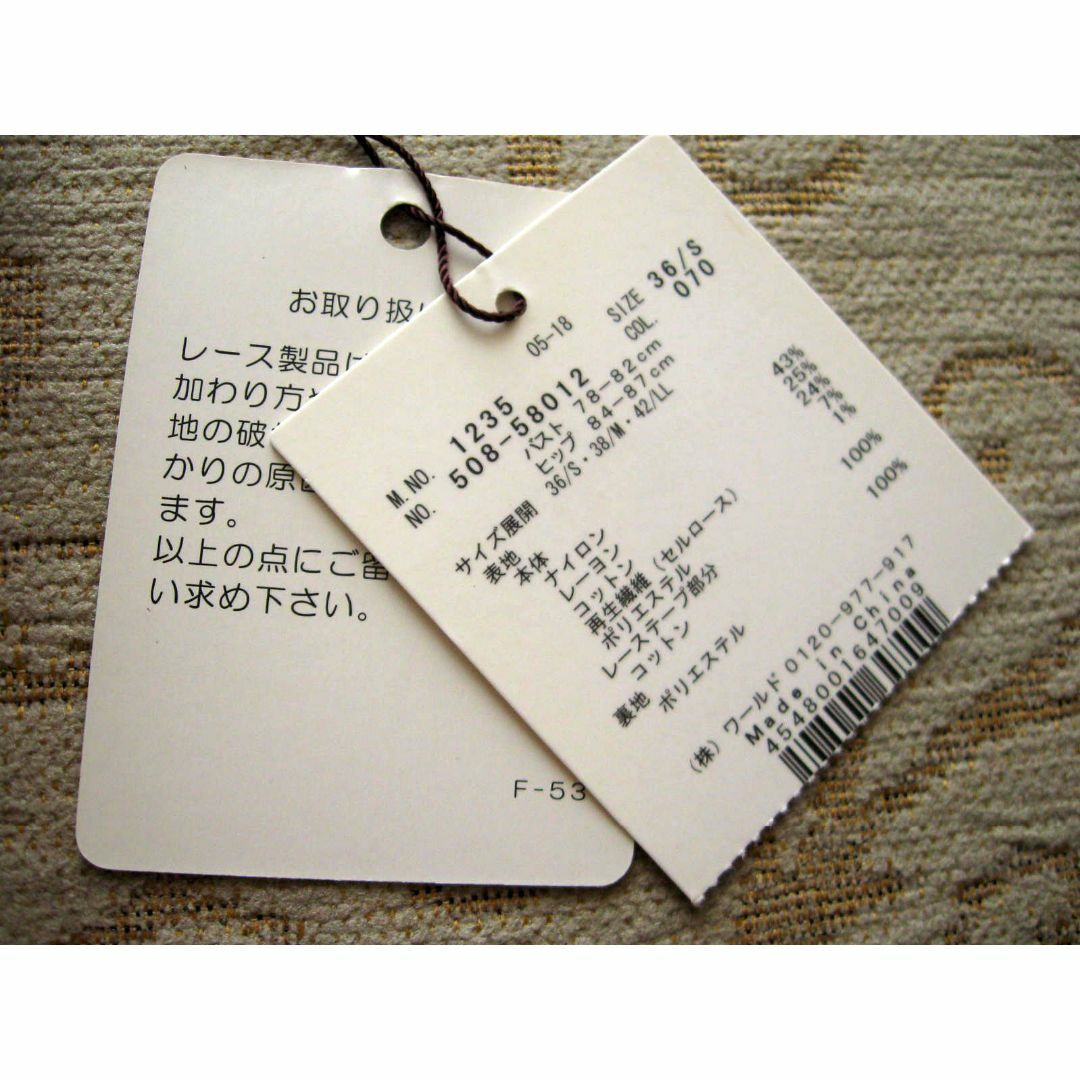 お取り扱い
レース製品は
加わり方や
地の破
かりの原因
ます。
以上の点にご留
い求め下さい。
F-53
05-18
M.NO. 1235 SIZE 36/S
NO. 508-58012 COL. 070
バスト 78-82cm
ヒップ 84-87cm
サイズ展開 36/S・38/M・42/LL
表地
本体
ナイロン 43%
レーヨン 25%
コットン 24%
再生繊維(セルロース) 7%
ポリエステル 1%
レーステープ部分
コットン 100%
裏地 ポリエステル 100%
(株) ワールド 0120-977-917
Made in China
4548001647009